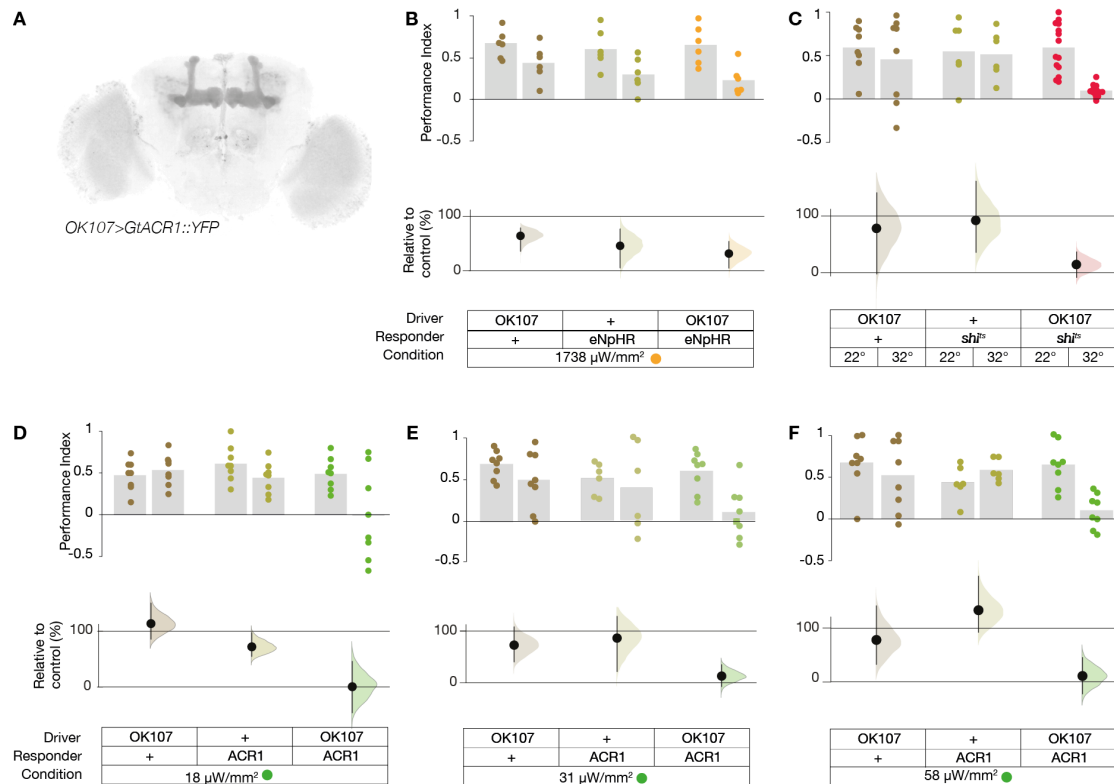 A
OK107>GtACR1::YFP
B
Performance Index
1
0.5
0
-0.5
Relative to
control (%)
100
0
Driver OK107 + OK107
Responder + eNpHR eNpHR
Condition 1738 µW/mm²
C
1
0.5
0
-0.5
100
0
OK107 + OK107
+ shiᵗˢ shiᵗˢ
22° 32° 22° 32° 22° 32°
D
Performance Index
1
0.5
0
-0.5
Relative to
control (%)
100
0
Driver OK107 + OK107
Responder + ACR1 ACR1
Condition 18 µW/mm²
E
1
0.5
0
-0.5
100
0
OK107 + OK107
+ ACR1 ACR1
31 µW/mm²
F
1
0.5
0
-0.5
100
0
OK107 + OK107
+ ACR1 ACR1
58 µW/mm²